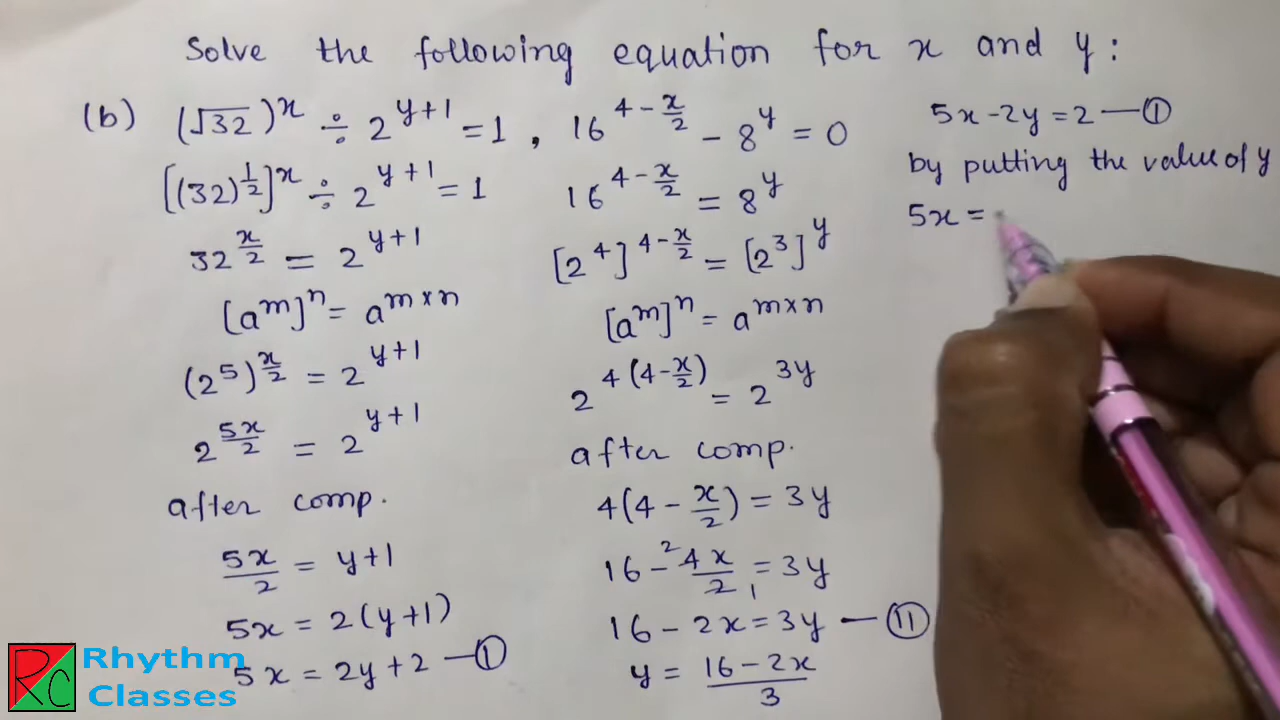 Solve the following equation for x and y :
(b) (√32)^x ÷ 2^(y+1) = 1 , 16^(4-x/2) - 8^y = 0
[(32)^(1/2)]^x ÷ 2^(y+1) = 1
32^(x/2) = 2^(y+1)
[a^m]^n = a^(m×n)
(2^5)^(x/2) = 2^(y+1)
2^(5x/2) = 2^(y+1)
after comp.
5x/2 = y+1
5x = 2(y+1)
5x = 2y+2 —①
16^(4-x/2) = 8^y
[2^4]^(4-x/2) = [2^3]^y
[a^m]^n = a^(m×n)
2^(4(4-x/2)) = 2^(3y)
after comp.
4(4-x/2) = 3y
16 - ²4x/2 ₁ = 3y
16 - 2x = 3y —⑪
y = (16-2x)/3
5x-2y = 2 —①
by putting the value of y
5x =
RC Rhythm
Classes